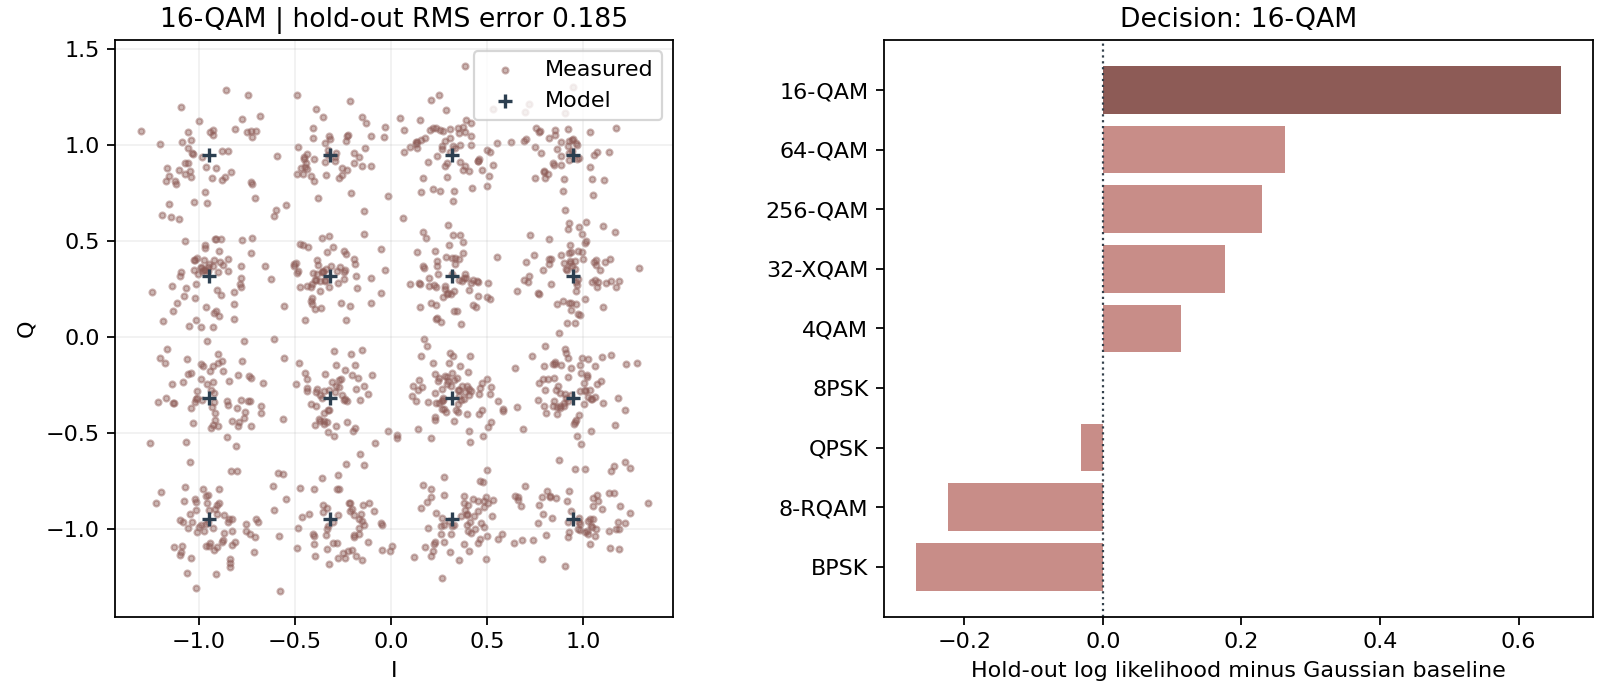 16-QAM | hold-out RMS error 0.185
Measured
Model
1.5
1.0
0.5
0.0
−0.5
−1.0
Q
−1.0
−0.5
0.0
0.5
1.0
I
Decision: 16-QAM
16-QAM
64-QAM
256-QAM
32-XQAM
4QAM
8PSK
QPSK
8-RQAM
BPSK
−0.2
0.0
0.2
0.4
0.6
Hold-out log likelihood minus Gaussian baseline